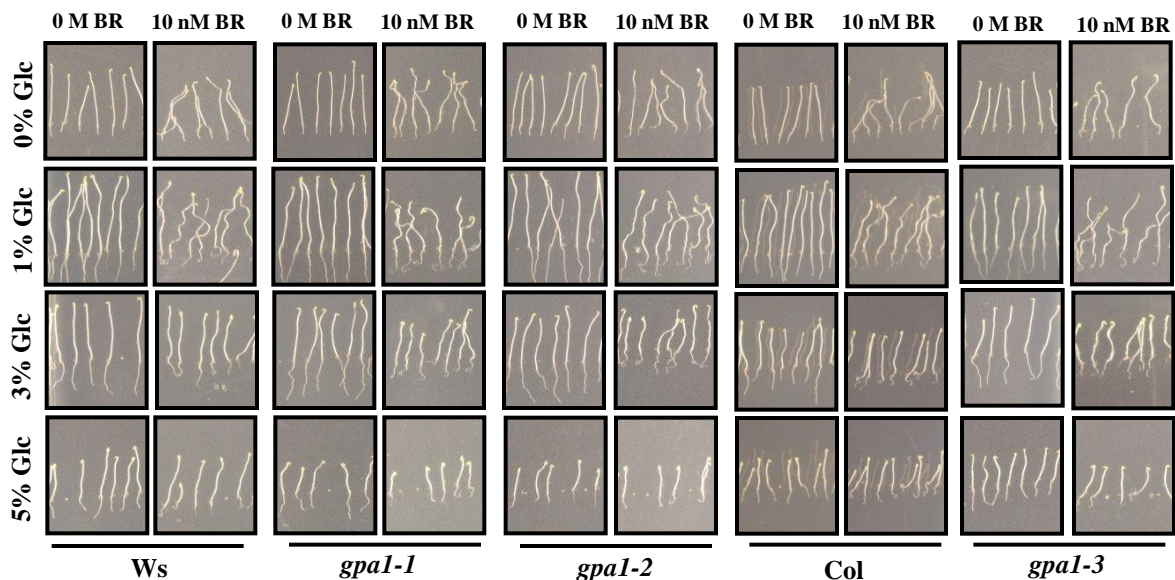 0 M BR 10 nM BR 0 M BR 10 nM BR 0 M BR 10 nM BR 0 M BR 10 nM BR 0 M BR 10 nM BR
0% Glc
1% Glc
3% Glc
5% Glc
Ws gpa1-1 gpa1-2 Col gpa1-3